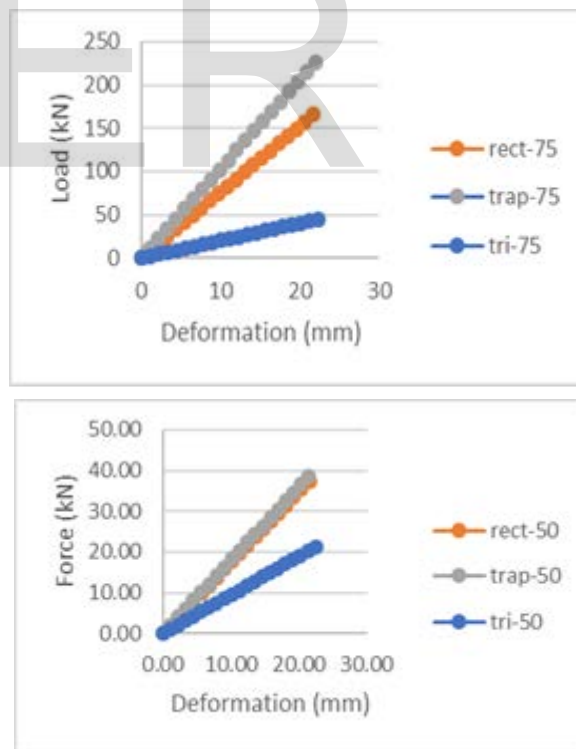 ER
250
200
150
100
50
0
Load (kN)
0 10 20 30
Deformation (mm)
rect-75
trap-75
tri-75
50.00
40.00
30.00
20.00
10.00
0.00
Force (kN)
0.00 10.00 20.00 30.00
Deformation (mm)
rect-50
trap-50
tri-50